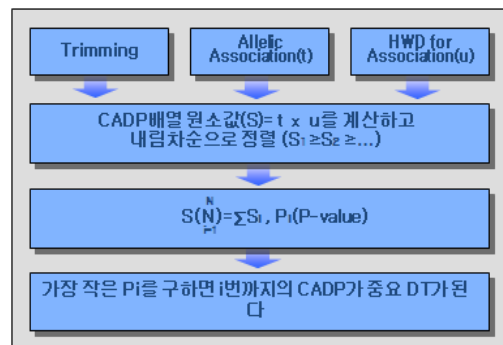 Trimming
Allelic
Association(t)
HWD for
Association(u)
CADP배열 원소값(S)= t x u를 계산하고
내림차순으로 정렬 (S₁ ≥S₂ ≥...)
N
S(N)=∑Sᵢ, Pᵢ(P-value)
i=1
가장 작은 Pi를 구하면 i번까지의 CADP가 중요 DT가 된
다